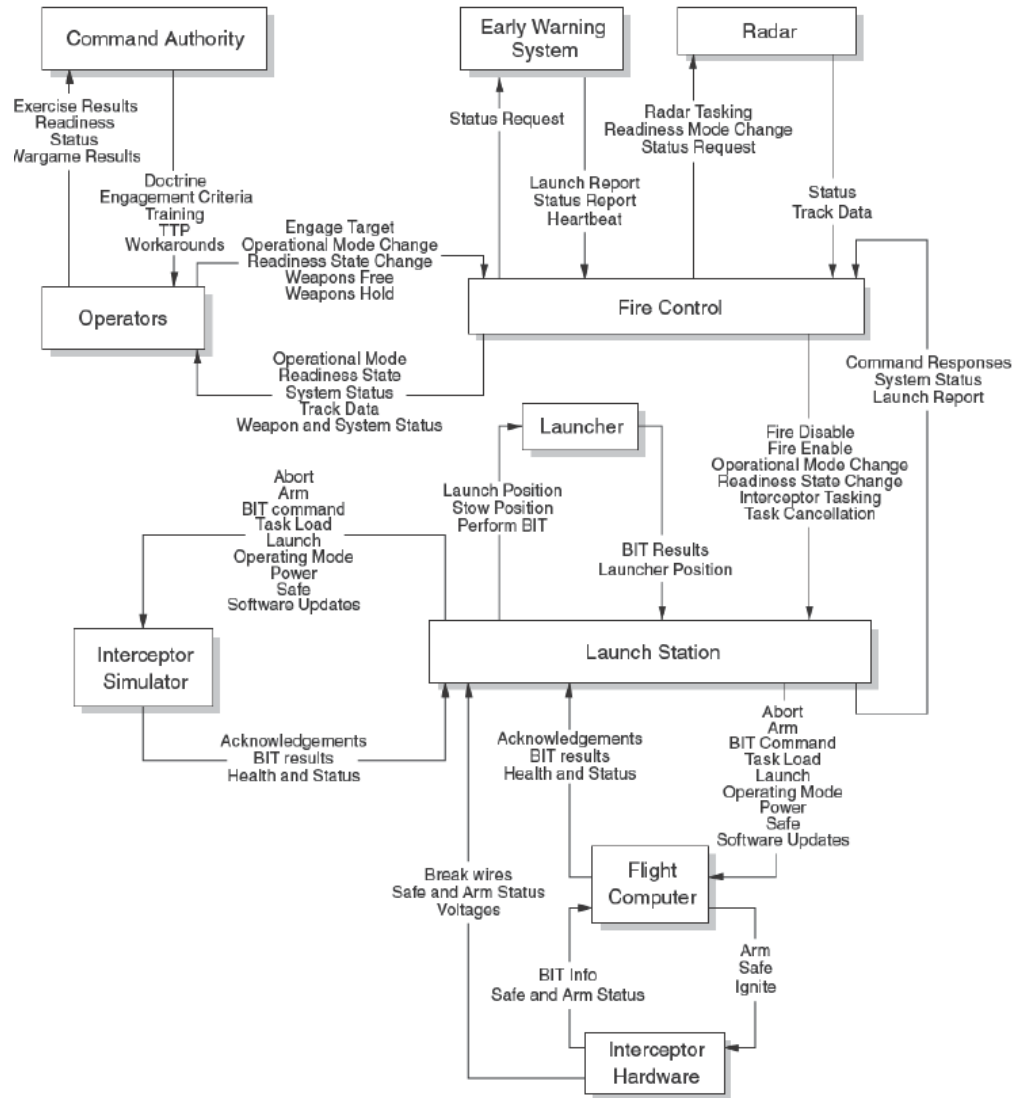 Command Authority
Early Warning
System
Radar
Exercise Results
Readiness
Status
Wargame Results
Doctrine
Engagement Criteria
Training
TTP
Workarounds
Status Request
Launch Report
Status Report
Heartbeat
Radar Tasking
Readiness Mode Change
Status Request
Status
Track Data
Engage Target
Operational Mode Change
Readiness State Change
Weapons Free
Weapons Hold
Operators
Fire Control
Operational Mode
Readiness State
System Status
Track Data
Weapon and System Status
Command Responses
System Status
Launch Report
Launcher
Fire Disable
Fire Enable
Operational Mode Change
Readiness State Change
Interceptor Tasking
Task Cancellation
Launch Position
Stow Position
Perform BIT
BIT Results
Launcher Position
Abort
Arm
BIT command
Task Load
Launch
Operating Mode
Power
Safe
Software Updates
Interceptor
Simulator
Launch Station
Acknowledgements
BIT results
Health and Status
Acknowledgements
BIT results
Health and Status
Abort
Arm
BIT Command
Task Load
Launch
Operating Mode
Power
Safe
Software Updates
Break wires
Safe and Arm Status
Voltages
Flight
Computer
BIT Info
Safe and Arm Status
Arm
Safe
Ignite
Interceptor
Hardware